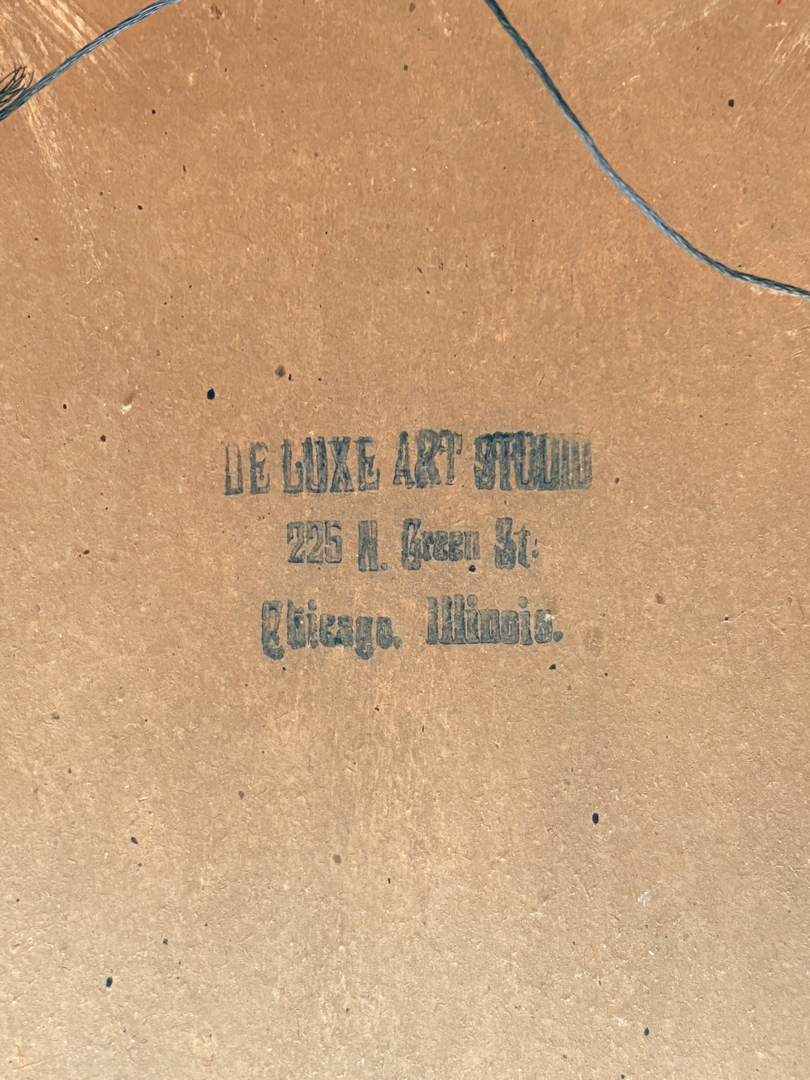 DE LUXE ART STUDIO
225 N. Green St.
Chicago, Illinois.